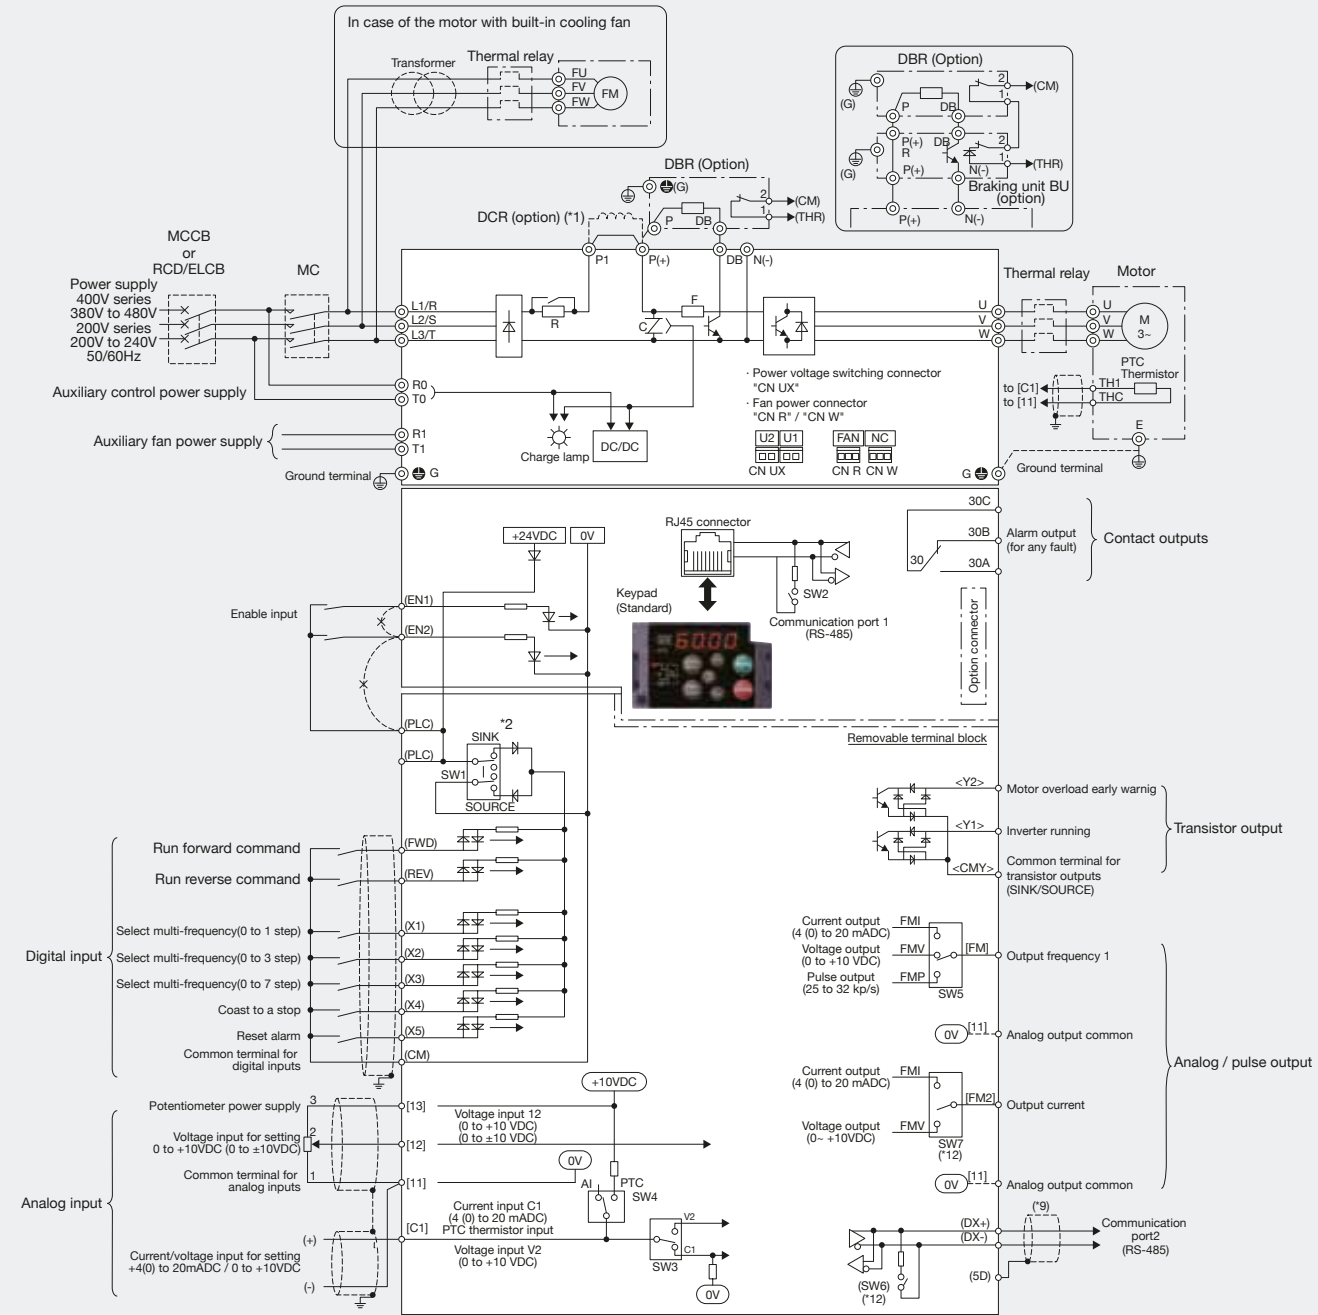 In case of the motor with built-in cooling fan
Transformer
Thermal relay
FU
FV
FW
FM
DBR (Option)
(G)
P
DB
2
1
(CM)
(G)
P(+)
R
DB
2
1
(THR)
P(+)
N(-)
Braking unit BU
(option)
P(+)
N(-)
DBR (Option)
(G)
P
DB
2
1
(CM)
(THR)
DCR (option) (*1)
P1
P(+)
DB
N(-)
MCCB
or
RCD/ELCB
MC
Power supply
400V series
380V to 480V
200V series
200V to 240V
50/60Hz
L1/R
L2/S
L3/T
R
C
F
U
V
W
Thermal relay
Motor
U
V
W
M
3~
PTC
Thermistor
to [C1]
to [11]
TH1
THC
E
Auxiliary control power supply
R0
T0
Auxiliary fan power supply
R1
T1
Ground terminal
G
Charge lamp
DC/DC
· Power voltage switching connector
"CN UX"
· Fan power connector
"CN R" / "CN W"
U2 U1
CN UX
FAN NC
CN R CN W
G
Ground terminal
+24VDC
0V
RJ45 connector
Keypad
(Standard)
60.00
SW2
Communication port 1
(RS-485)
30C
30B
30A
30
Alarm output
(for any fault)
Contact outputs
Option connector
Enable input
(EN1)
(EN2)
(PLC)
(PLC)
*2
SINK
SW1
SOURCE
Removable terminal block
<Y2>
Motor overload early warnig
<Y1>
Inverter running
<CMY>
Common terminal for
transistor outputs
(SINK/SOURCE)
Transistor output
Digital input
Run forward command
(FWD)
Run reverse command
(REV)
Select multi-frequency(0 to 1 step)
(X1)
Select multi-frequency(0 to 3 step)
(X2)
Select multi-frequency(0 to 7 step)
(X3)
Coast to a stop
(X4)
Reset alarm
(X5)
Common terminal for
digital inputs
(CM)
Current output
(4 (0) to 20 mADC)
FMI
Voltage output
(0 to +10 VDC)
FMV
Pulse output
(25 to 32 kp/s)
FMP
SW5
[FM]
Output frequency 1
0V
[11]
Analog output common
Current output
(4 (0) to 20 mADC)
FMI
Voltage output
(0~ +10VDC)
FMV
SW7
(*12)
[FM2]
Output current
0V
[11]
Analog output common
Analog / pulse output
Analog input
Potentiometer power supply
3
[13]
Voltage input for setting
0 to +10VDC (0 to ±10VDC)
2
[12]
Common terminal for
analog inputs
1
[11]
+10VDC
Voltage input 12
(0 to +10 VDC)
(0 to ±10 VDC)
0V
AI
PTC
SW4
[C1]
Current input C1
(4 (0) to 20 mADC)
PTC thermistor input
Voltage input V2
(0 to +10 VDC)
V2
C1
SW3
0V
(+)
Current/voltage input for setting
+4(0) to 20mADC / 0 to +10VDC
(-)
(SW6)
(*12)
(DX+)
(DX-)
(5D)
(*9)
Communication
port2
(RS-485)